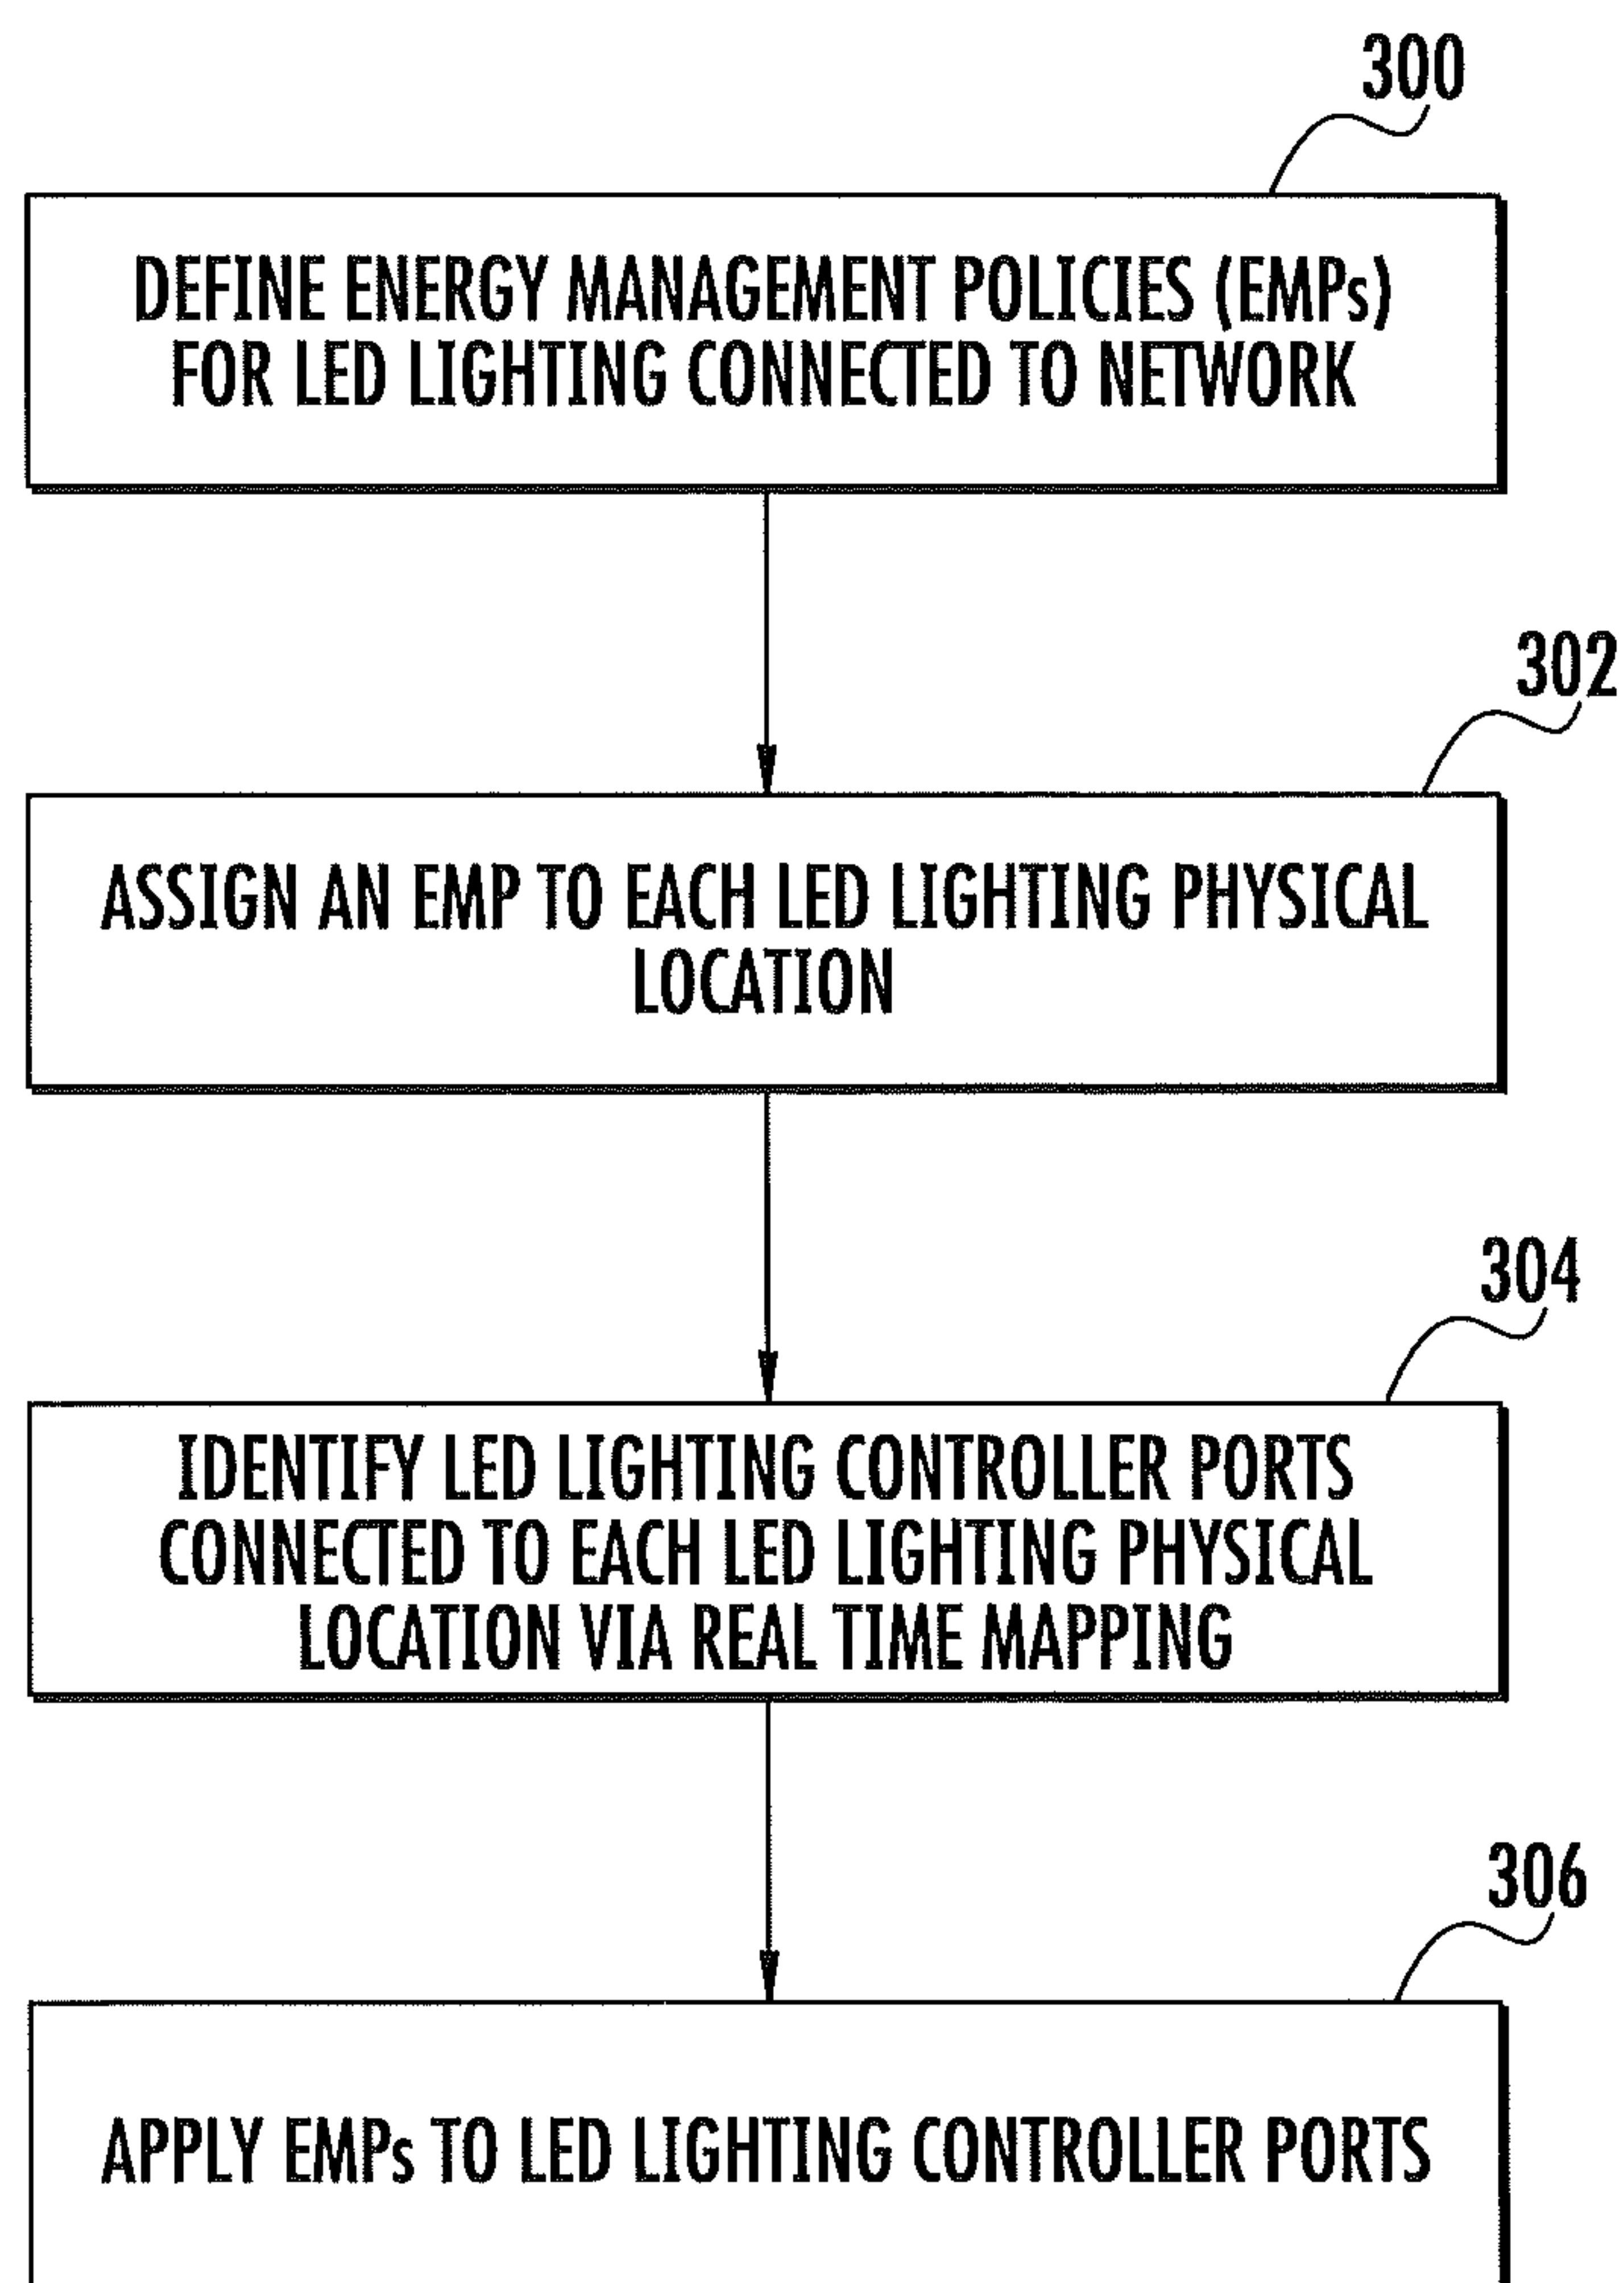 300
DEFINE ENERGY MANAGEMENT POLICIES (EMPs)
FOR LED LIGHTING CONNECTED TO NETWORK
302
ASSIGN AN EMP TO EACH LED LIGHTING PHYSICAL
LOCATION
304
IDENTIFY LED LIGHTING CONTROLLER PORTS
CONNECTED TO EACH LED LIGHTING PHYSICAL
LOCATION VIA REAL TIME MAPPING
306
APPLY EMPs TO LED LIGHTING CONTROLLER PORTS